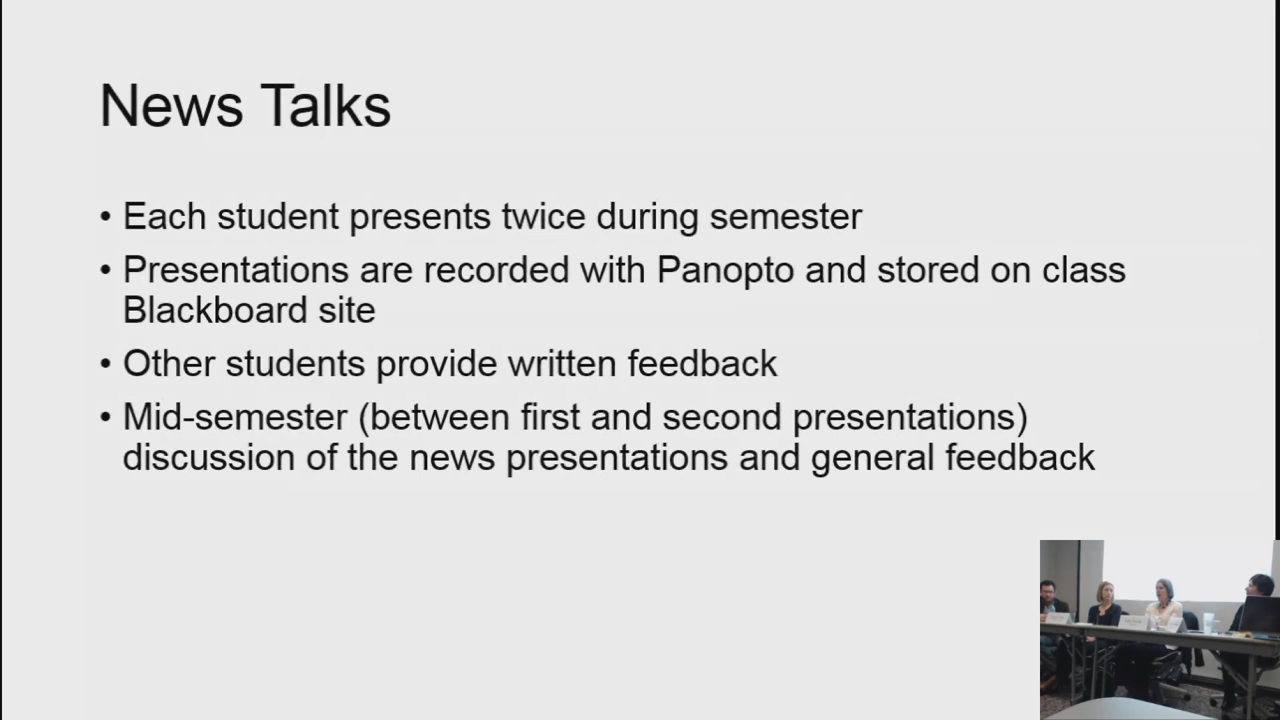 News Talks
• Each student presents twice during semester
• Presentations are recorded with Panopto and stored on class
Blackboard site
• Other students provide written feedback
• Mid-semester (between first and second presentations)
discussion of the news presentations and general feedback